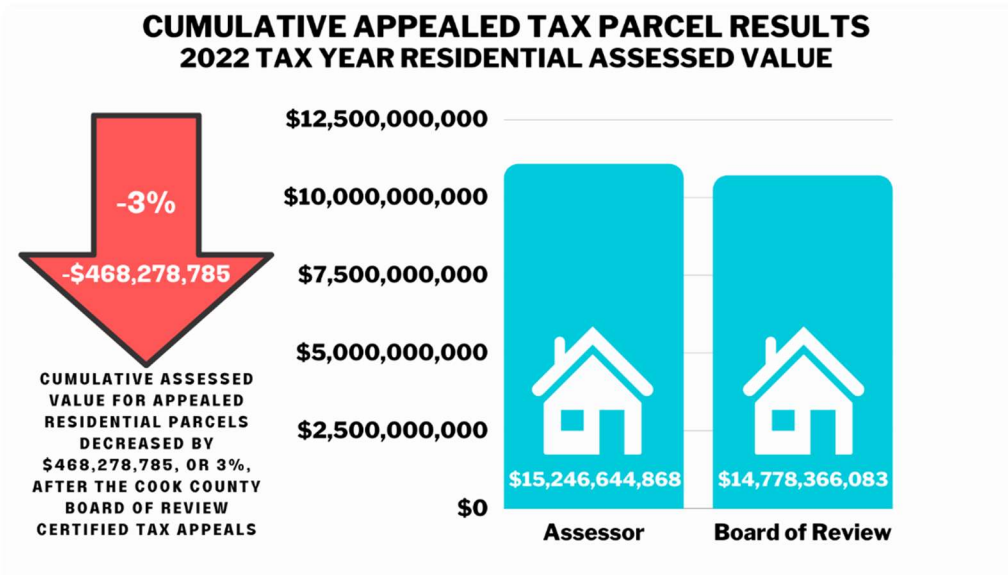 CUMULATIVE APPEALED TAX PARCEL RESULTS
2022 TAX YEAR RESIDENTIAL ASSESSED VALUE
-3%
-$468,278,785
CUMULATIVE ASSESSED
VALUE FOR APPEALED
RESIDENTIAL PARCELS
DECREASED BY
$468,278,785, OR 3%,
AFTER THE COOK COUNTY
BOARD OF REVIEW
CERTIFIED TAX APPEALS
$12,500,000,000
$10,000,000,000
$7,500,000,000
$5,000,000,000
$2,500,000,000
$0
$15,246,644,868
$14,778,366,083
Assessor
Board of Review